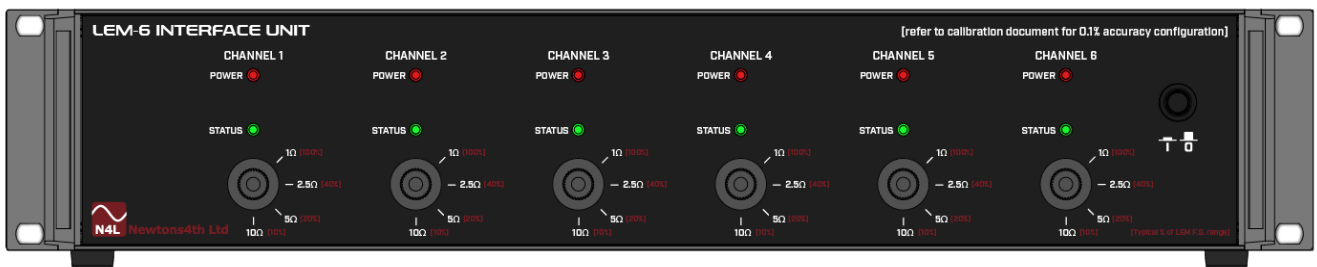 LEM-6 INTERFACE UNIT
[refer to calibration document for 0.1% accuracy configuration]
CHANNEL 1 CHANNEL 2 CHANNEL 3 CHANNEL 4 CHANNEL 5 CHANNEL 6
POWER POWER POWER POWER POWER POWER
STATUS STATUS STATUS STATUS STATUS STATUS
1Ω [100%] 1Ω [100%] 1Ω [100%] 1Ω [100%] 1Ω [100%] 1Ω [100%]
2.5Ω [40%] 2.5Ω [40%] 2.5Ω [40%] 2.5Ω [40%] 2.5Ω [40%] 2.5Ω [40%]
5Ω [20%] 5Ω [20%] 5Ω [20%] 5Ω [20%] 5Ω [20%] 5Ω [20%]
10Ω [10%] 10Ω [10%] 10Ω [10%] 10Ω [10%] 10Ω [10%] 10Ω [10%]
N4L Newtons4th Ltd
[Typical % of LEM F.S. range]